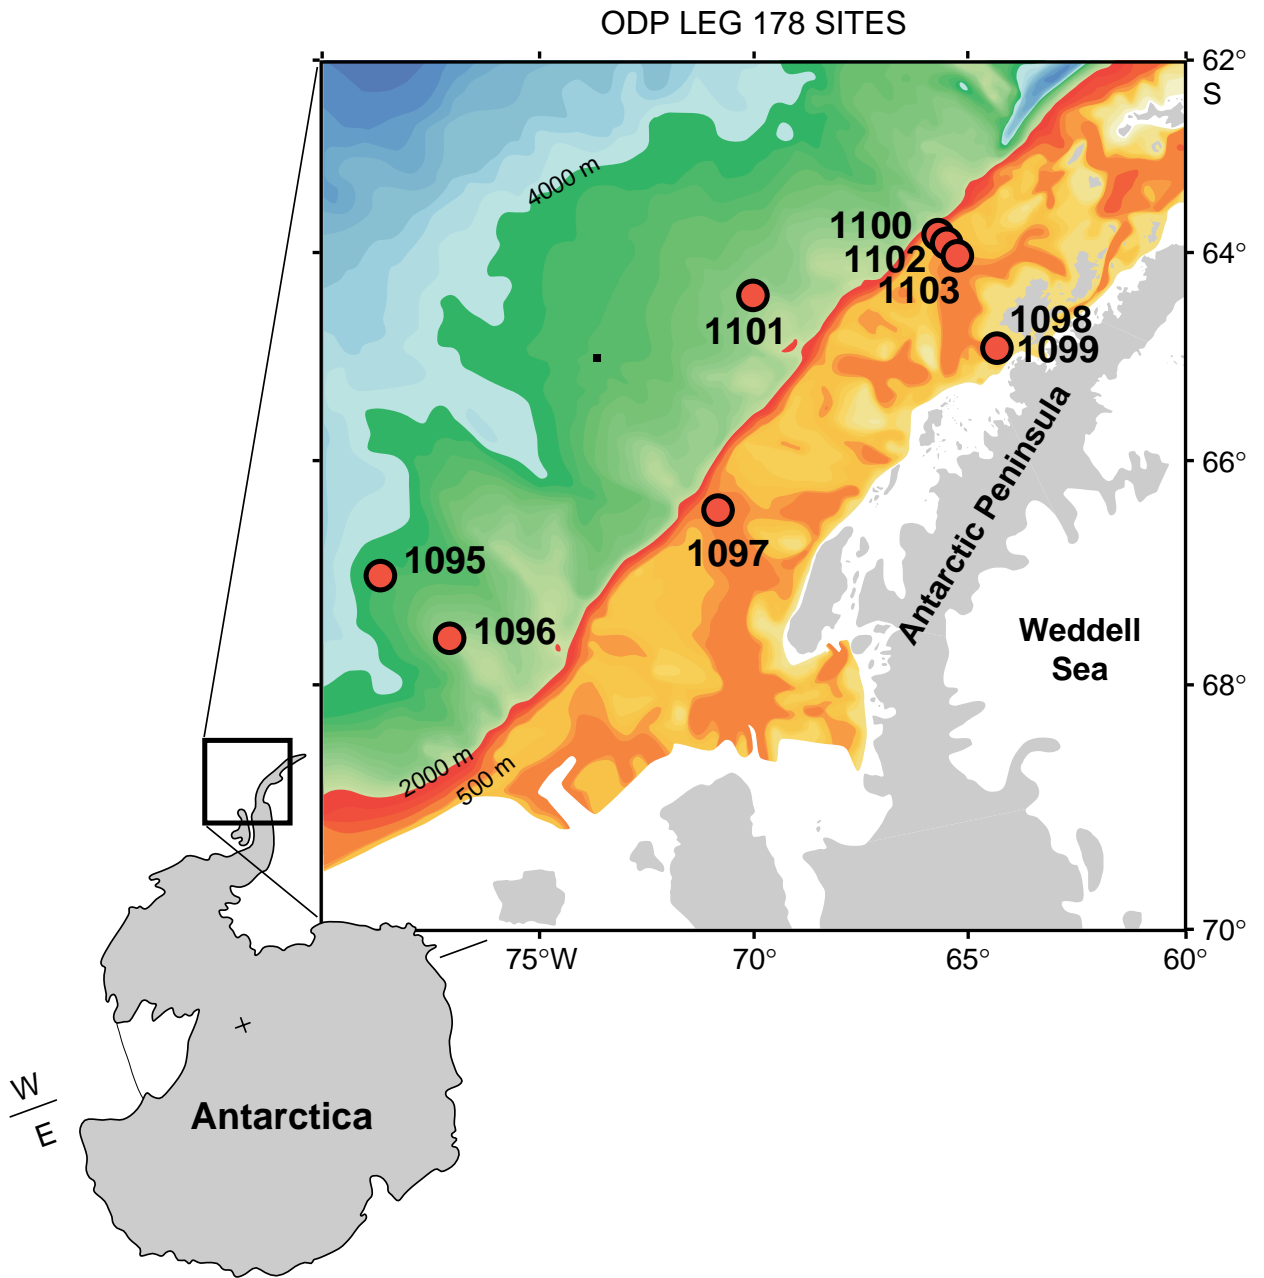 ODP LEG 178 SITES
62°
S
4000 m
1100
64°
1102
1103
1098
1101
1099
Antarctic Peninsula
66°
1097
1095
1096
Weddell
Sea
68°
2000 m
500 m
70°
75°W
70°
65°
60°
W
E
Antarctica